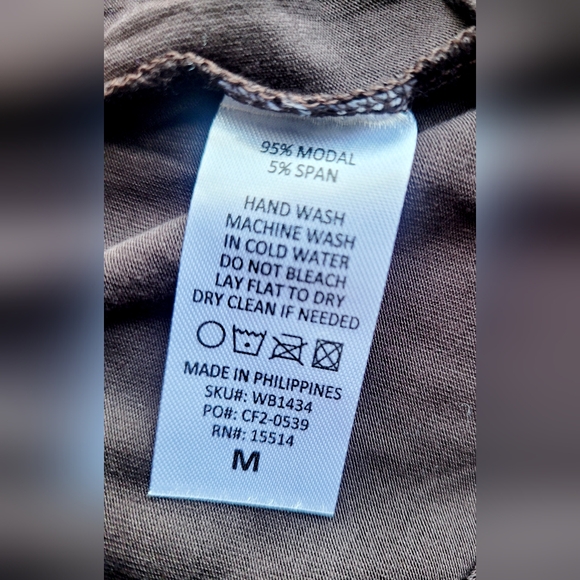 95% MODAL
5% SPAN
HAND WASH
MACHINE WASH
IN COLD WATER
DO NOT BLEACH
LAY FLAT TO DRY
DRY CLEAN IF NEEDED
MADE IN PHILIPPINES
SKU#: WB1434
PO#: CF2-0539
RN#: 15514
M